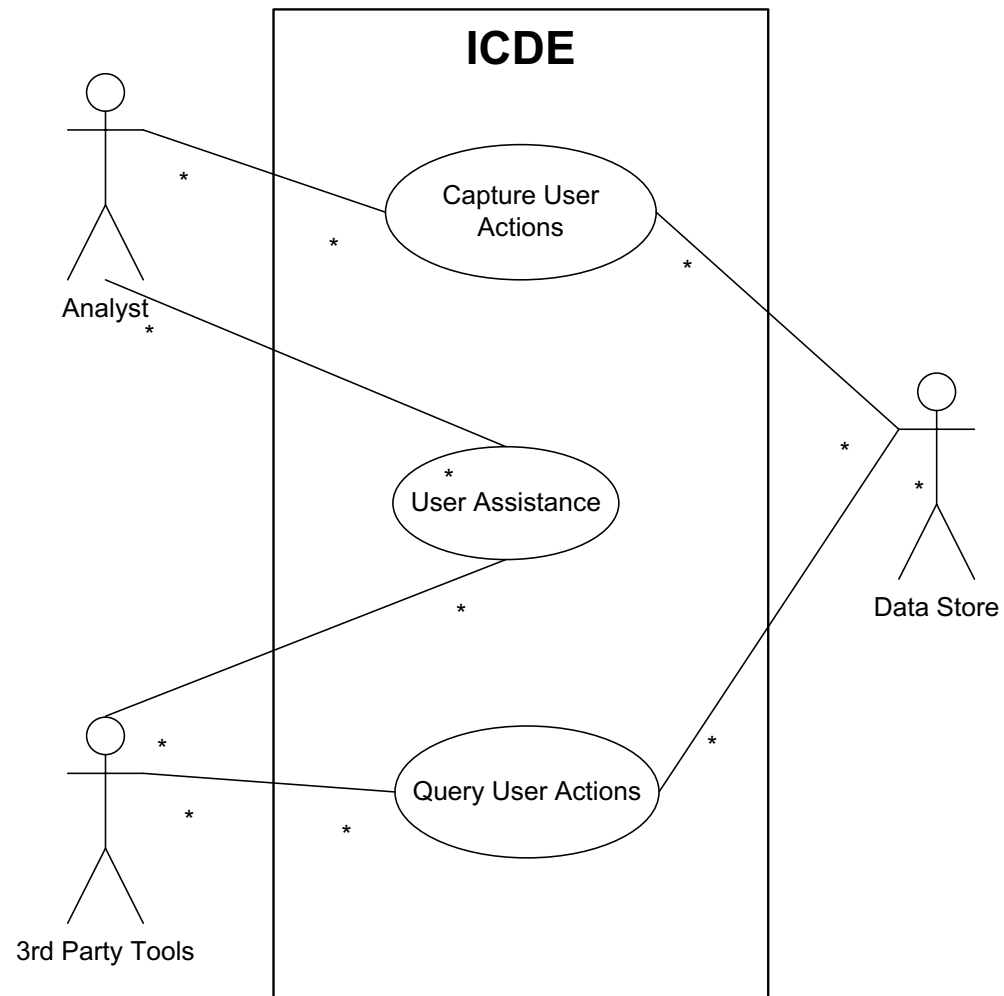 ICDE
Capture User
Actions
*
*
*
Analyst
*
*
*
User Assistance
*
Data Store
*
*
*
Query User Actions
*
*
3rd Party Tools